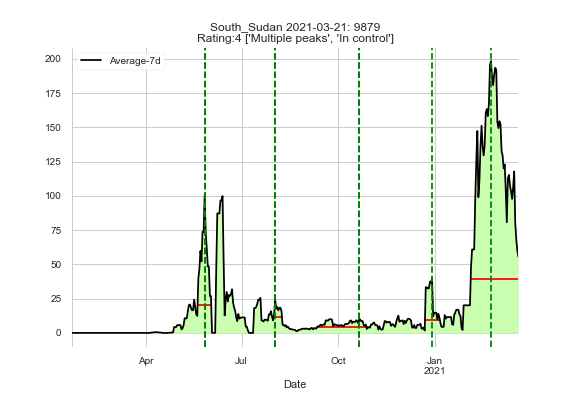 South_Sudan 2021-03-21: 9879
Rating:4 ['Multiple peaks', 'In control']
Average-7d
200
175
150
125
100
75
50
25
0
Apr
Jul
Oct
Jan
2021
Date